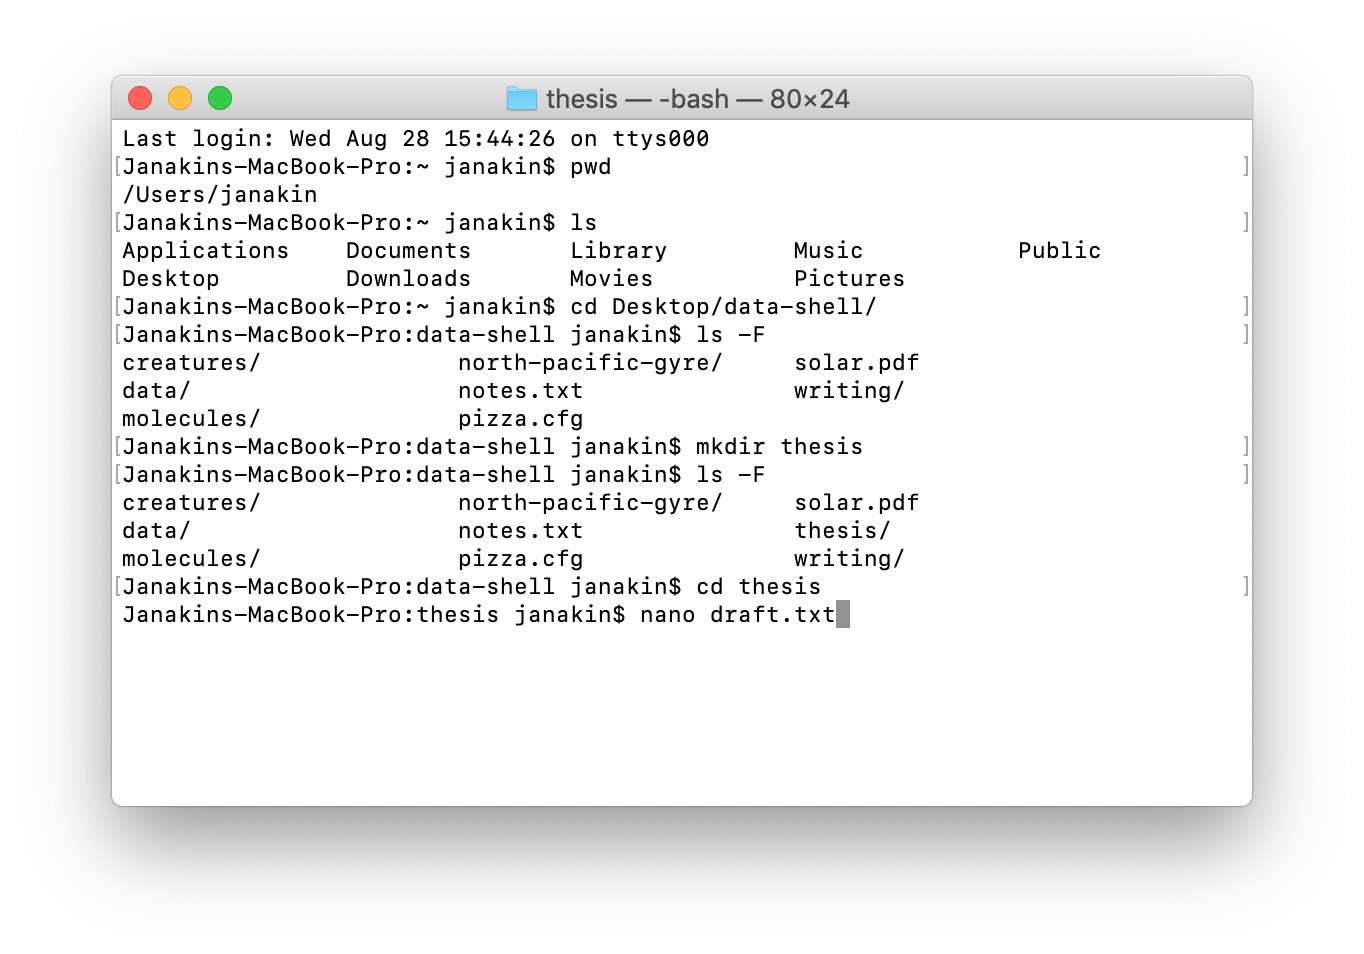 thesis — -bash — 80×24
Last login: Wed Aug 28 15:44:26 on ttys000
[Janakins-MacBook-Pro:~ janakin$ pwd ]
/Users/janakin
[Janakins-MacBook-Pro:~ janakin$ ls ]
Applications Documents Library Music Public
Desktop Downloads Movies Pictures
[Janakins-MacBook-Pro:~ janakin$ cd Desktop/data-shell/ ]
[Janakins-MacBook-Pro:data-shell janakin$ ls -F ]
creatures/ north-pacific-gyre/ solar.pdf
data/ notes.txt writing/
molecules/ pizza.cfg
[Janakins-MacBook-Pro:data-shell janakin$ mkdir thesis ]
[Janakins-MacBook-Pro:data-shell janakin$ ls -F ]
creatures/ north-pacific-gyre/ solar.pdf
data/ notes.txt thesis/
molecules/ pizza.cfg writing/
[Janakins-MacBook-Pro:data-shell janakin$ cd thesis ]
Janakins-MacBook-Pro:thesis janakin$ nano draft.txt